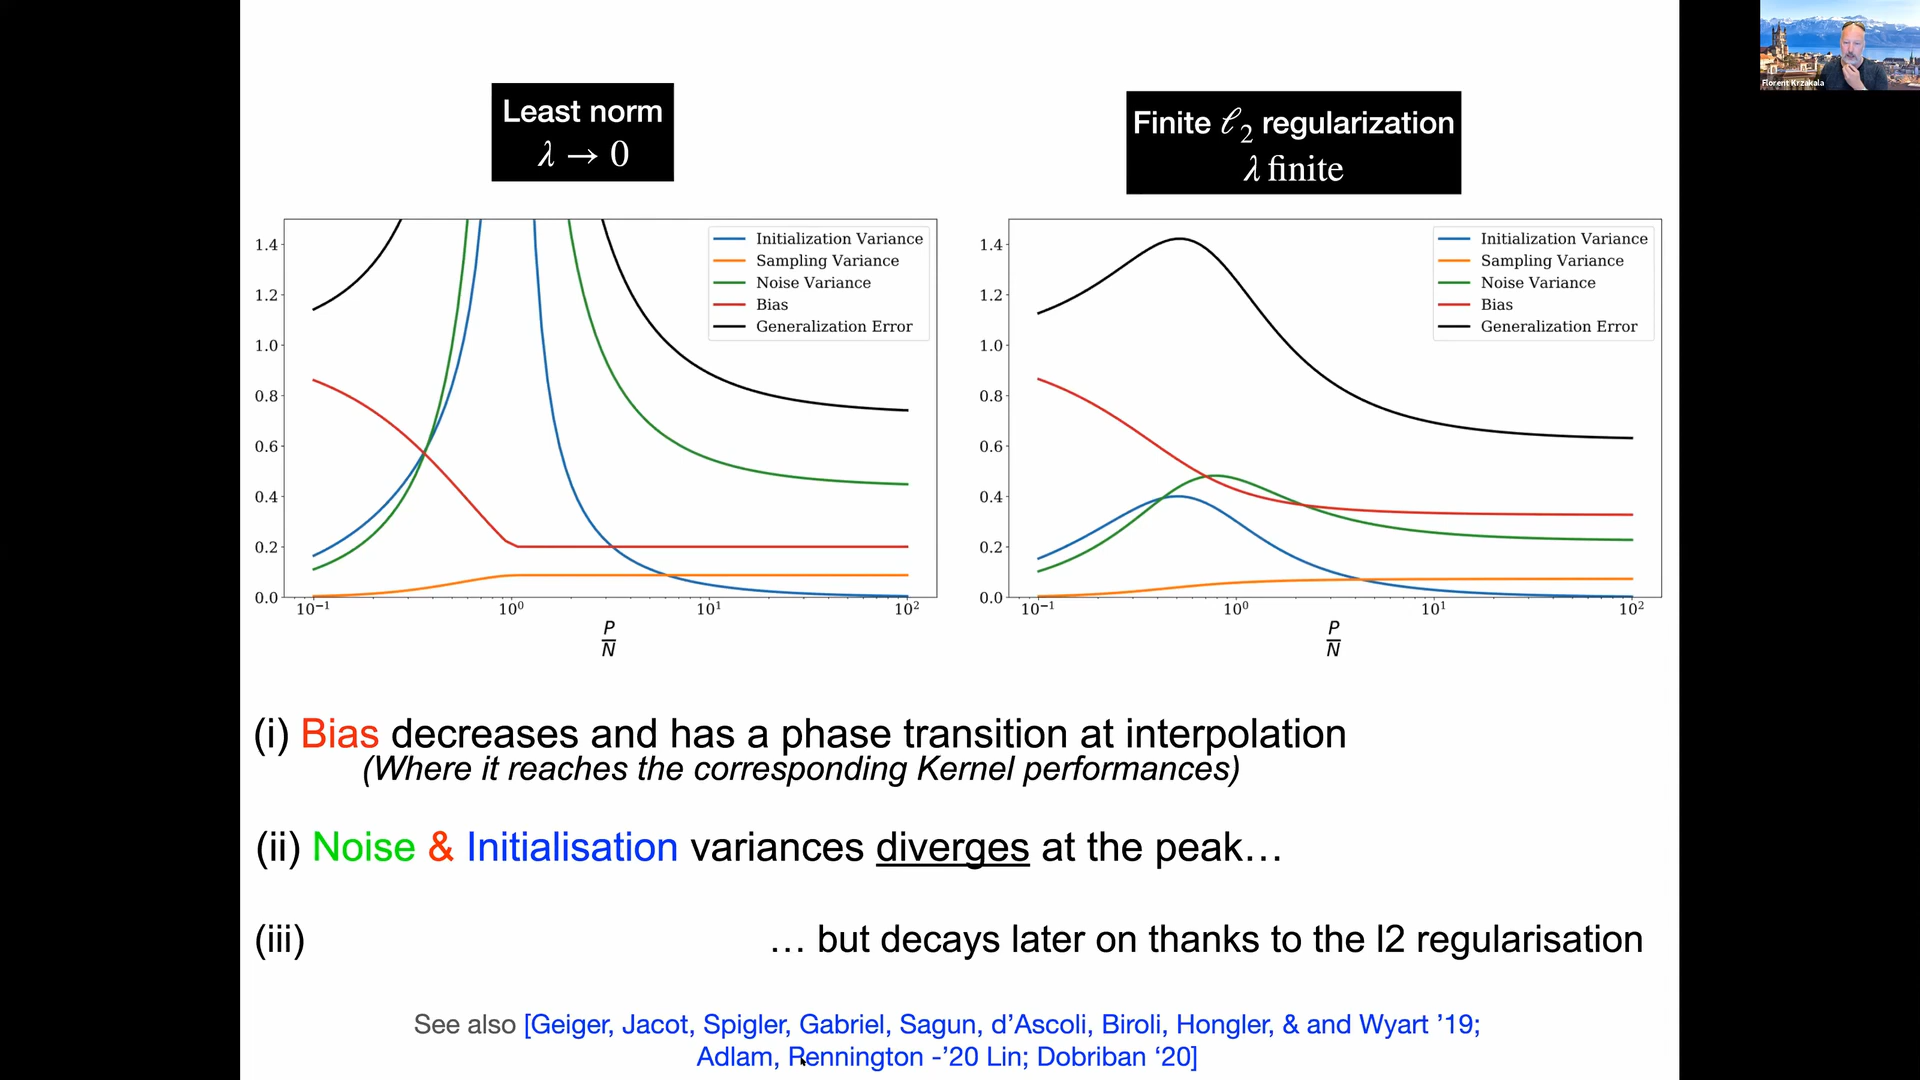 Florent Krzakala
Least norm
λ → 0
Finite ℓ₂ regularization
λ finite
Initialization Variance
Sampling Variance
Noise Variance
Bias
Generalization Error
1.4
1.2
1.0
0.8
0.6
0.4
0.2
0.0
10⁻¹
10⁰
10¹
10²
P
N
Initialization Variance
Sampling Variance
Noise Variance
Bias
Generalization Error
1.4
1.2
1.0
0.8
0.6
0.4
0.2
0.0
10⁻¹
10⁰
10¹
10²
P
N
(i) Bias decreases and has a phase transition at interpolation
(Where it reaches the corresponding Kernel performances)
(ii) Noise & Initialisation variances diverges at the peak…
(iii) … but decays later on thanks to the l2 regularisation
See also [Geiger, Jacot, Spigler, Gabriel, Sagun, d’Ascoli, Biroli, Hongler, & and Wyart ’19;
Adlam, Rennington -’20 Lin; Dobriban ‘20]